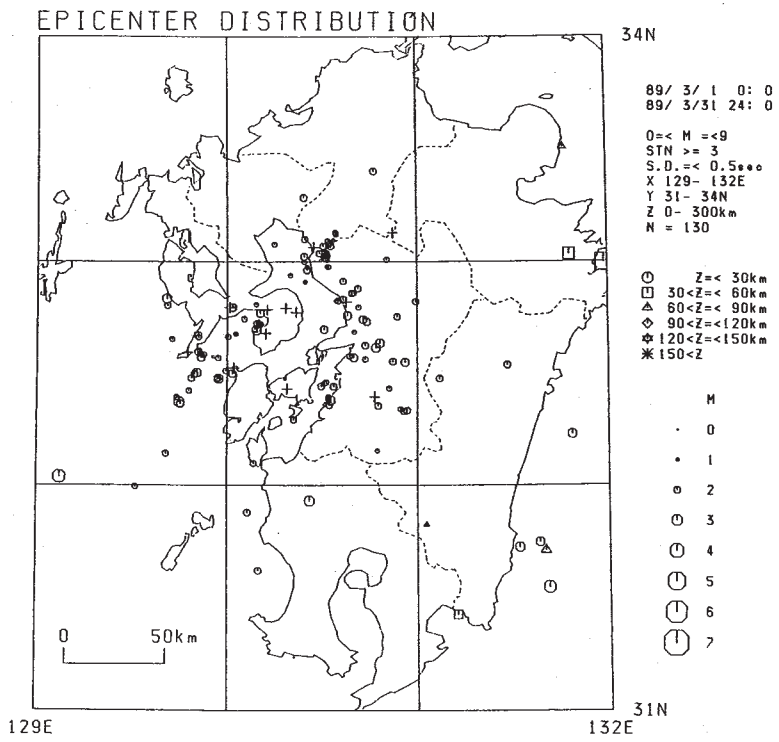 EPICENTER DISTRIBUTION
34N
89/ 3/ 1 0: 0
89/ 3/31 24: 0
0=< M =<9
STN >= 3
S.D.=< 0.5sec
X 129- 132E
Y 31- 34N
Z 0- 300km
N = 130
Z=< 30km
30<Z=< 60km
60<Z=< 90km
90<Z=<120km
120<Z=<150km
150<Z
M
0
1
2
3
4
5
6
7
0 50km
31N
129E 132E